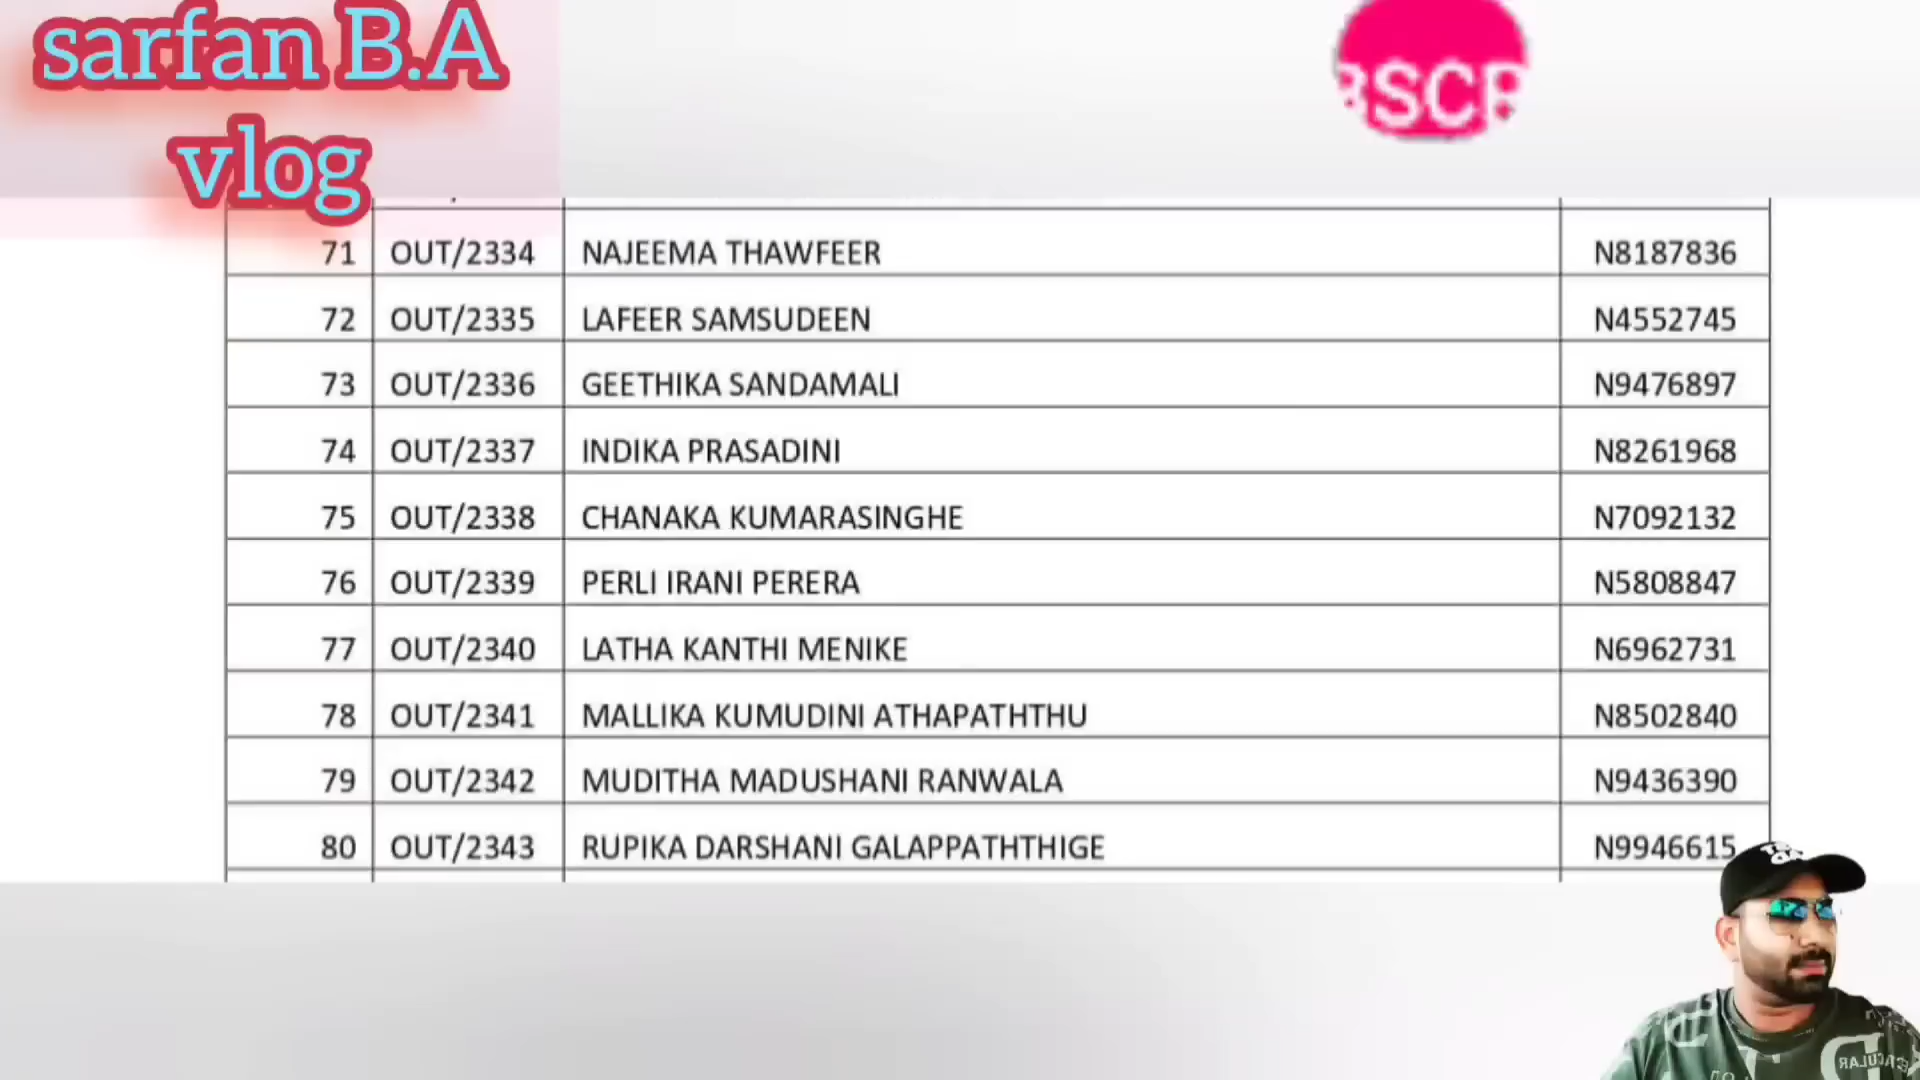 sarfan B.A
vlog
BSCR
71 OUT/2334 NAJEEMA THAWFEER N8187836
72 OUT/2335 LAFEER SAMSUDEEN N4552745
73 OUT/2336 GEETHIKA SANDAMALI N9476897
74 OUT/2337 INDIKA PRASADINI N8261968
75 OUT/2338 CHANAKA KUMARASINGHE N7092132
76 OUT/2339 PERLI IRANI PERERA N5808847
77 OUT/2340 LATHA KANTHI MENIKE N6962731
78 OUT/2341 MALLIKA KUMUDINI ATHAPATHTHU N8502840
79 OUT/2342 MUDITHA MADUSHANI RANWALA N9436390
80 OUT/2343 RUPIKA DARSHANI GALAPPATHTHIGE N9946615